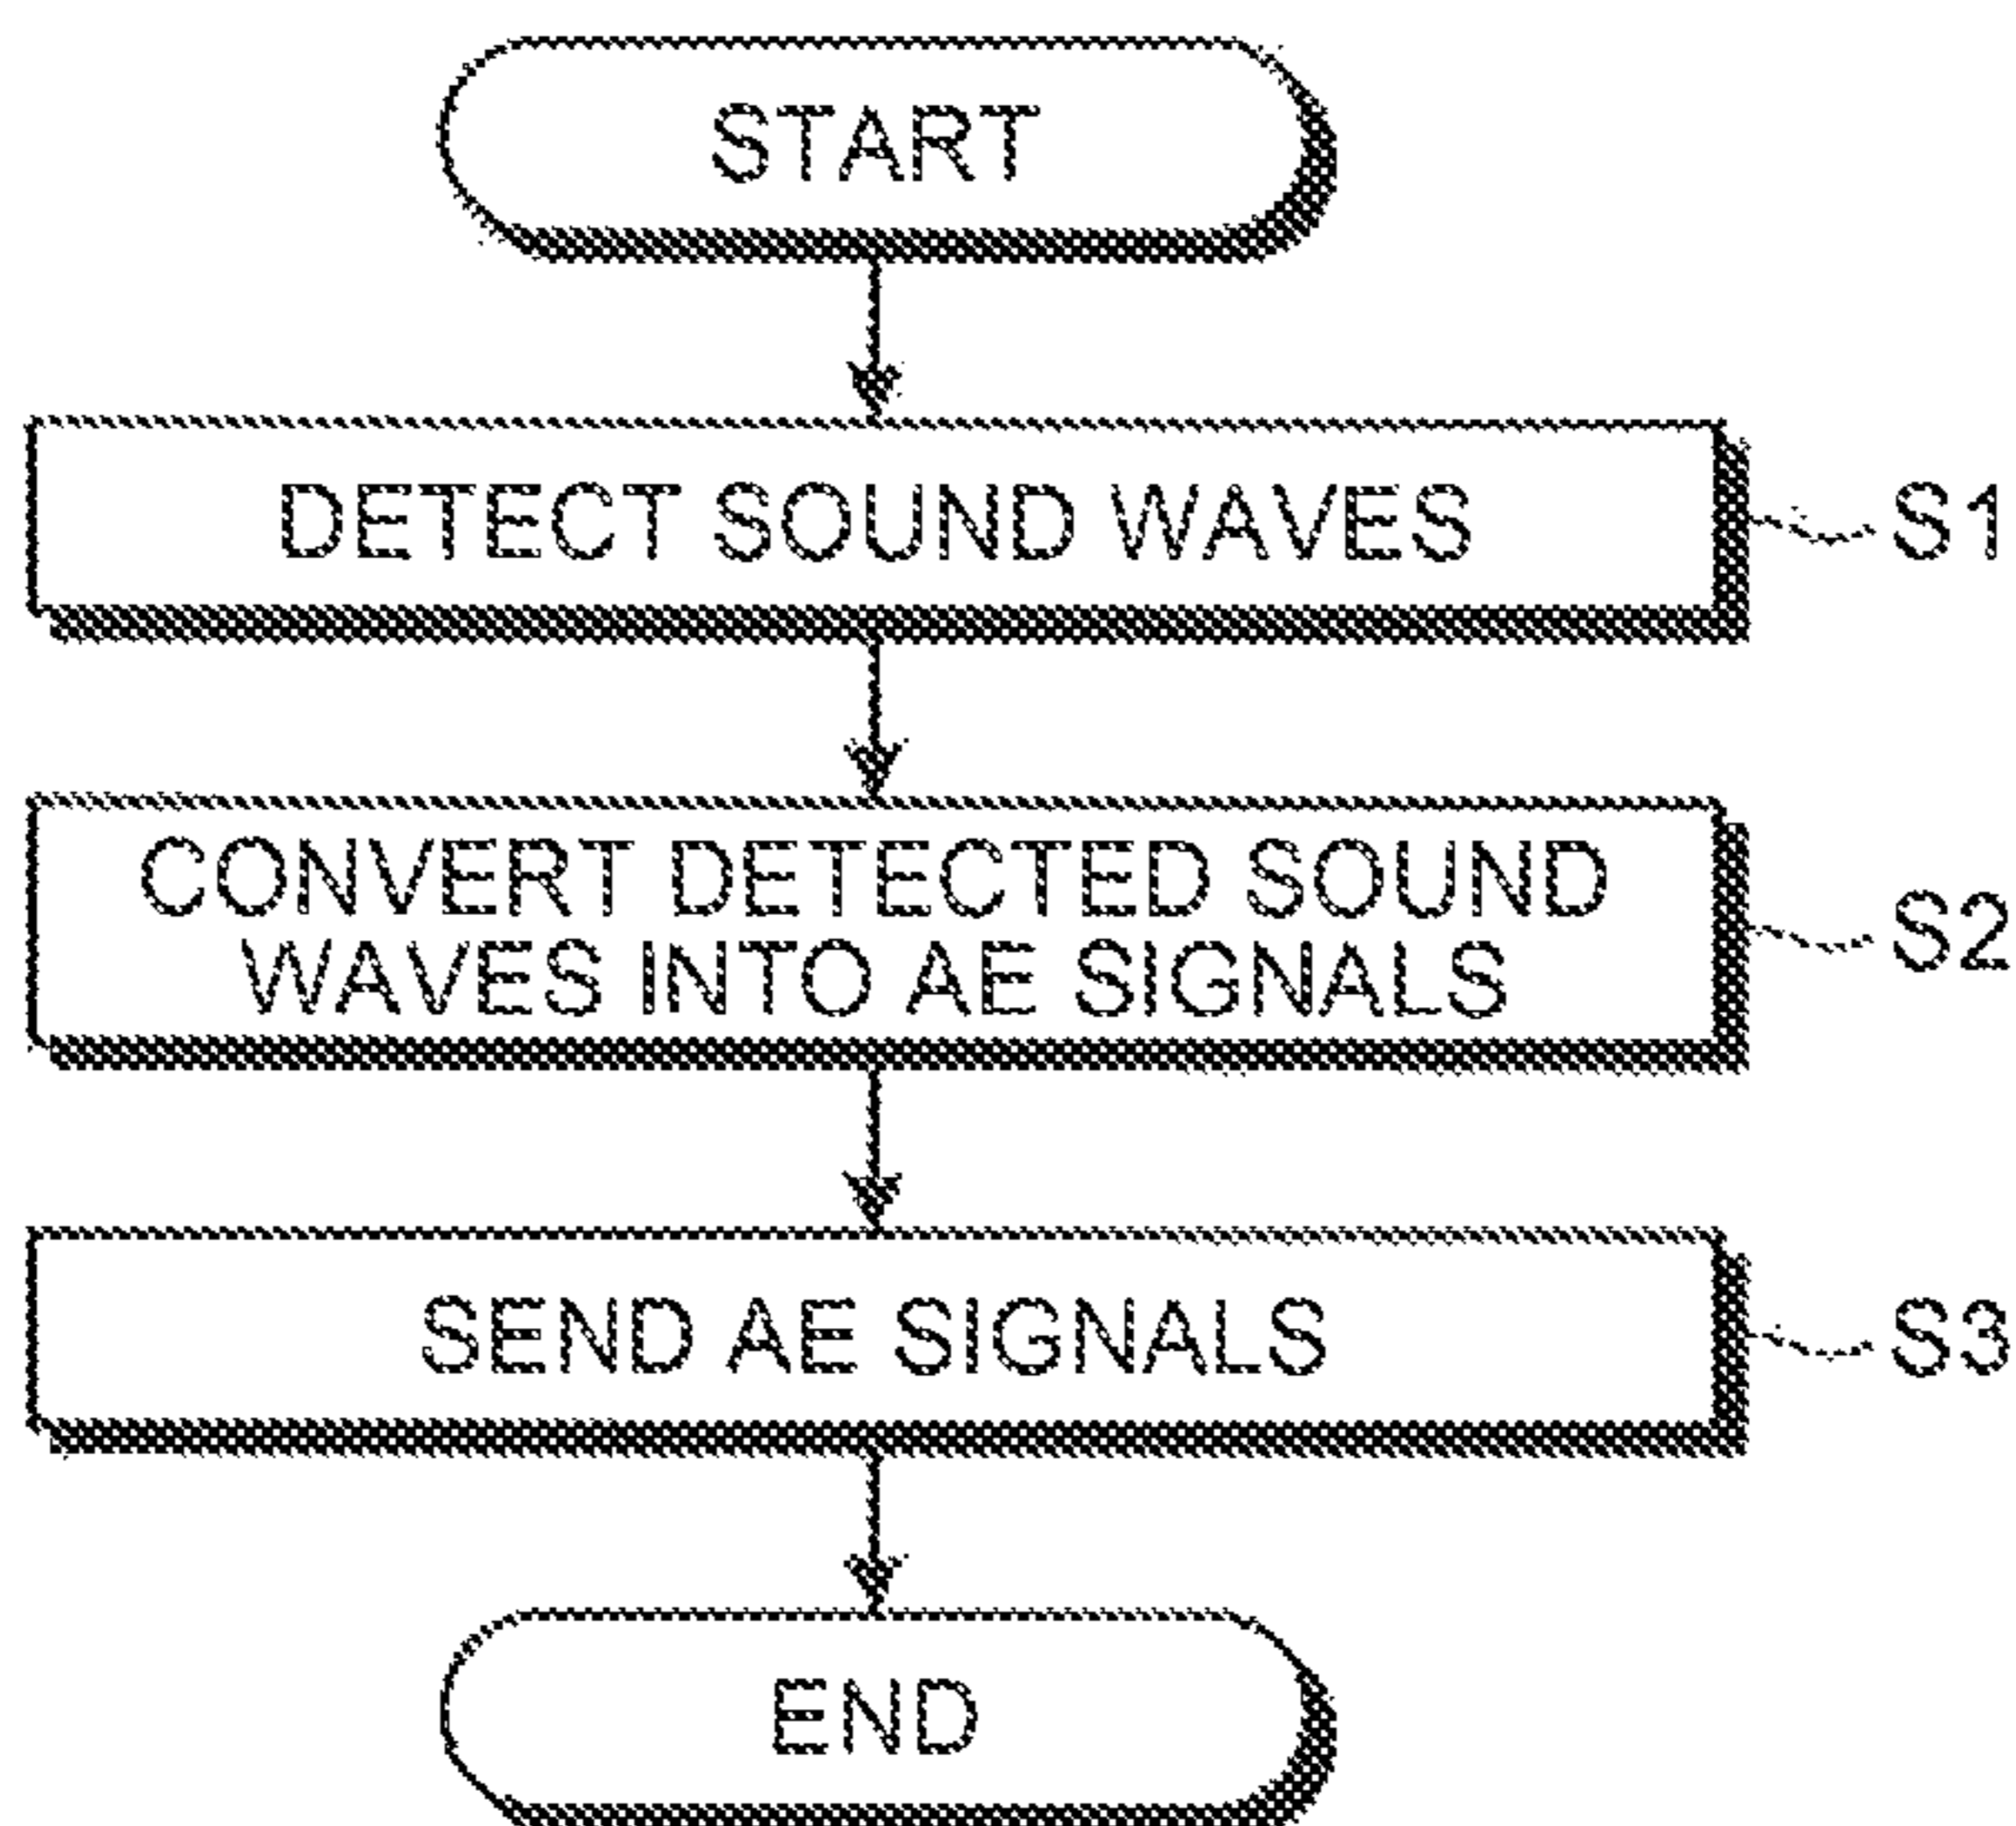 START
DETECT SOUND WAVES
S1
CONVERT DETECTED SOUND
WAVES INTO AE SIGNALS
S2
SEND AE SIGNALS
S3
END